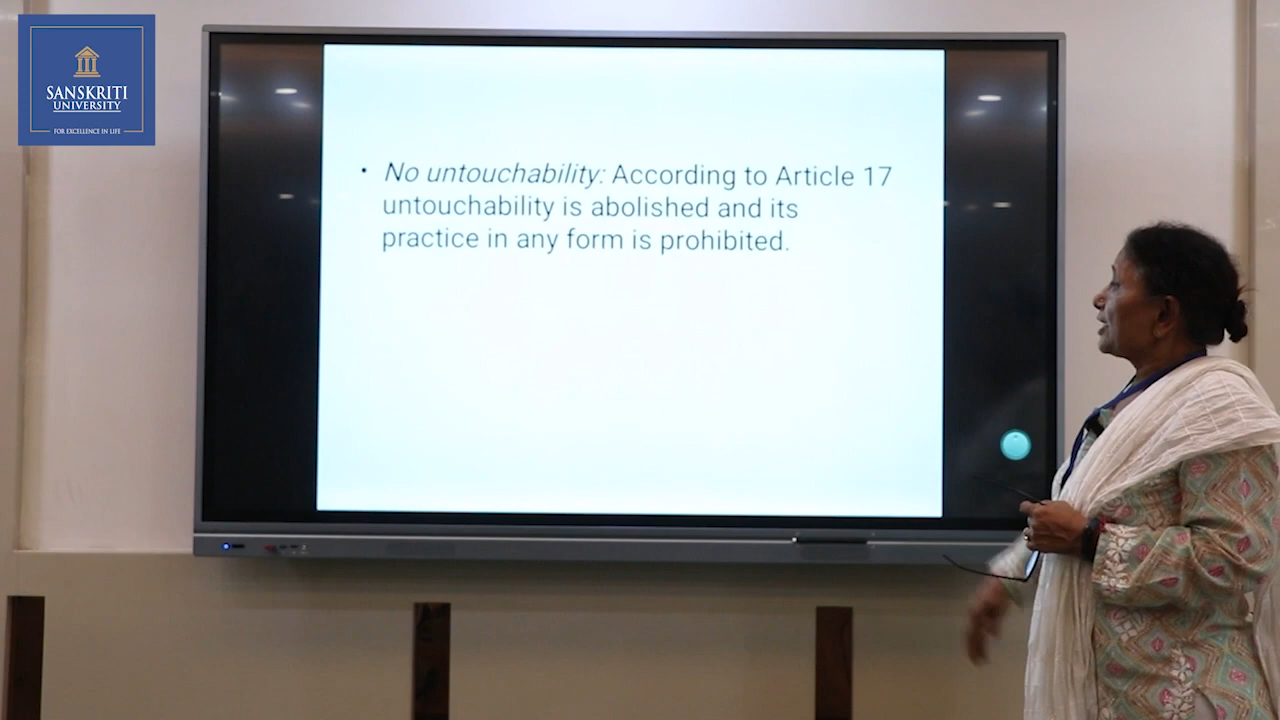 SANSKRITI
UNIVERSITY
FOR EXCELLENCE IN LIFE
• No untouchability: According to Article 17
untouchability is abolished and its
practice in any form is prohibited.